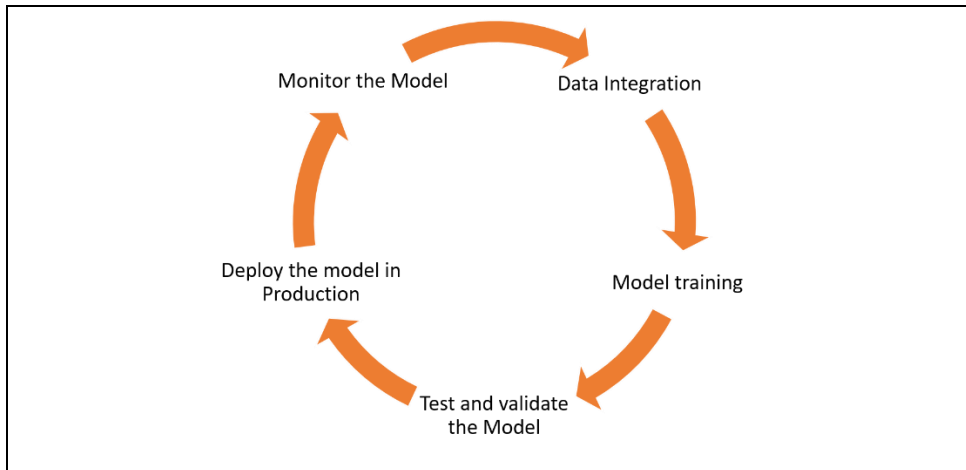 Monitor the Model
Data Integration
Model training
Test and validate
the Model
Deploy the model in
Production